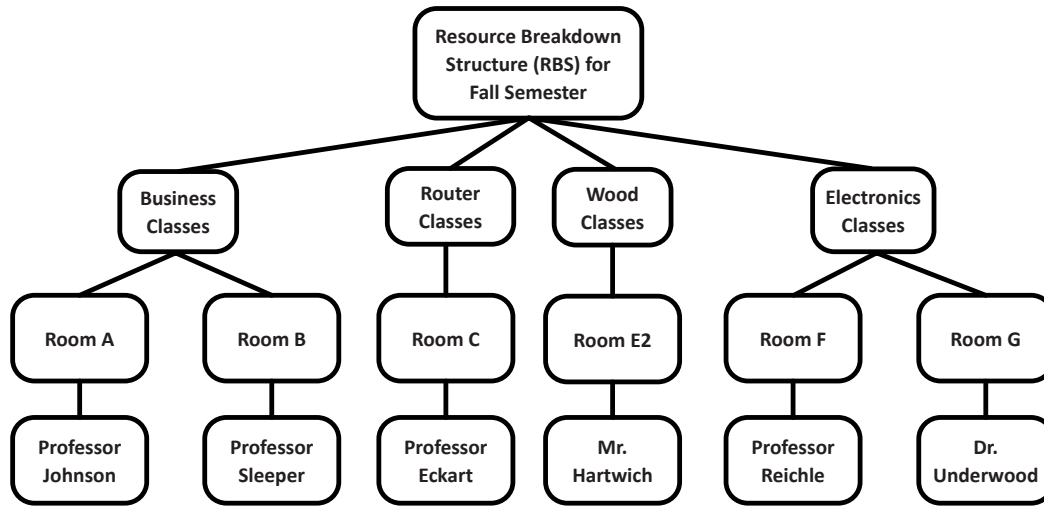 Resource Breakdown
Structure (RBS) for
Fall Semester
Business
Classes
Router
Classes
Wood
Classes
Electronics
Classes
Room A
Room B
Room C
Room E2
Room F
Room G
Professor
Johnson
Professor
Sleeper
Professor
Eckart
Mr.
Hartwich
Professor
Reichle
Dr.
Underwood